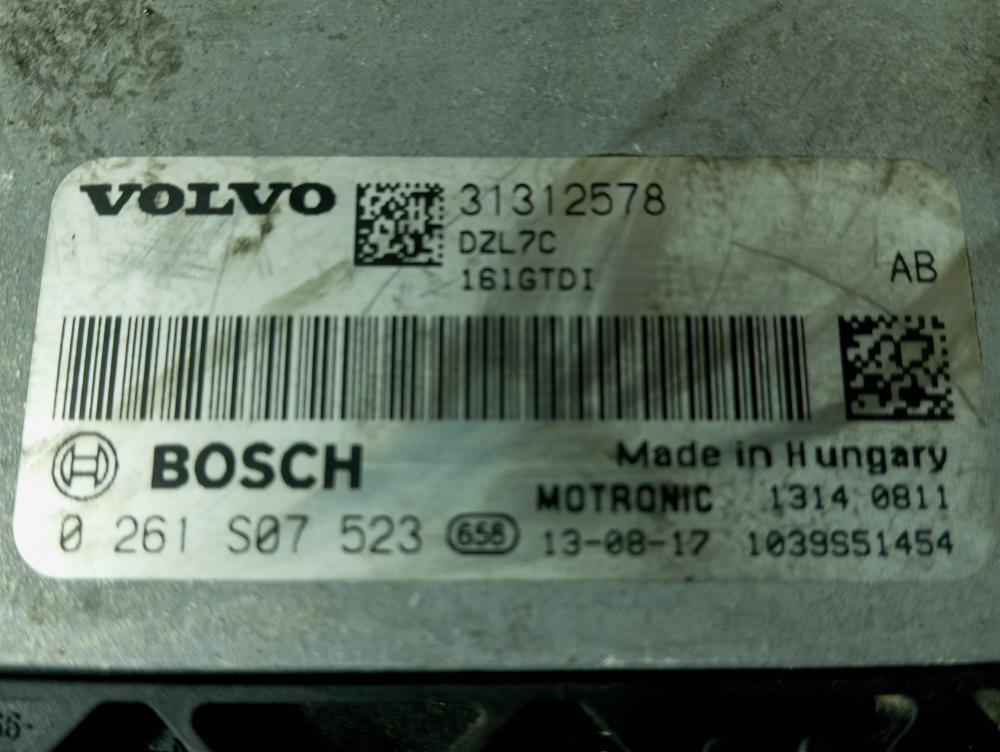 VOLVO 31312578
DZL7C
161GTDI
AB
BOSCH Made in Hungary
MOTRONIC 1314 0811
0 261 S07 523 658 13-08-17 1039S51454